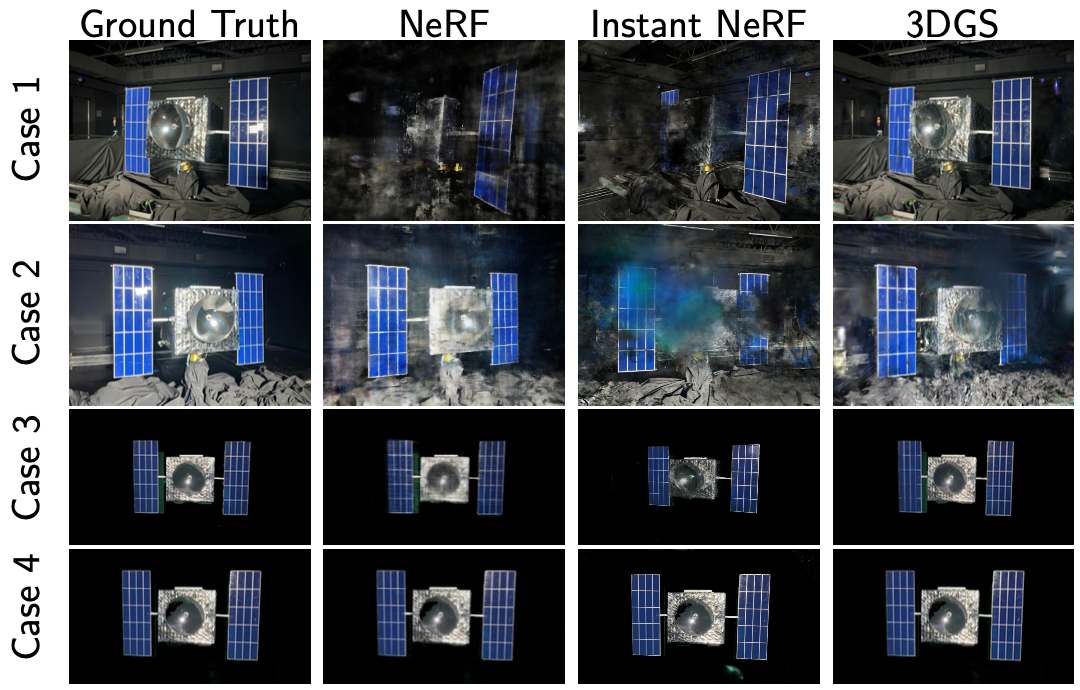 Ground Truth NeRF Instant NeRF 3DGS
Case 1
Case 2
Case 3
Case 4